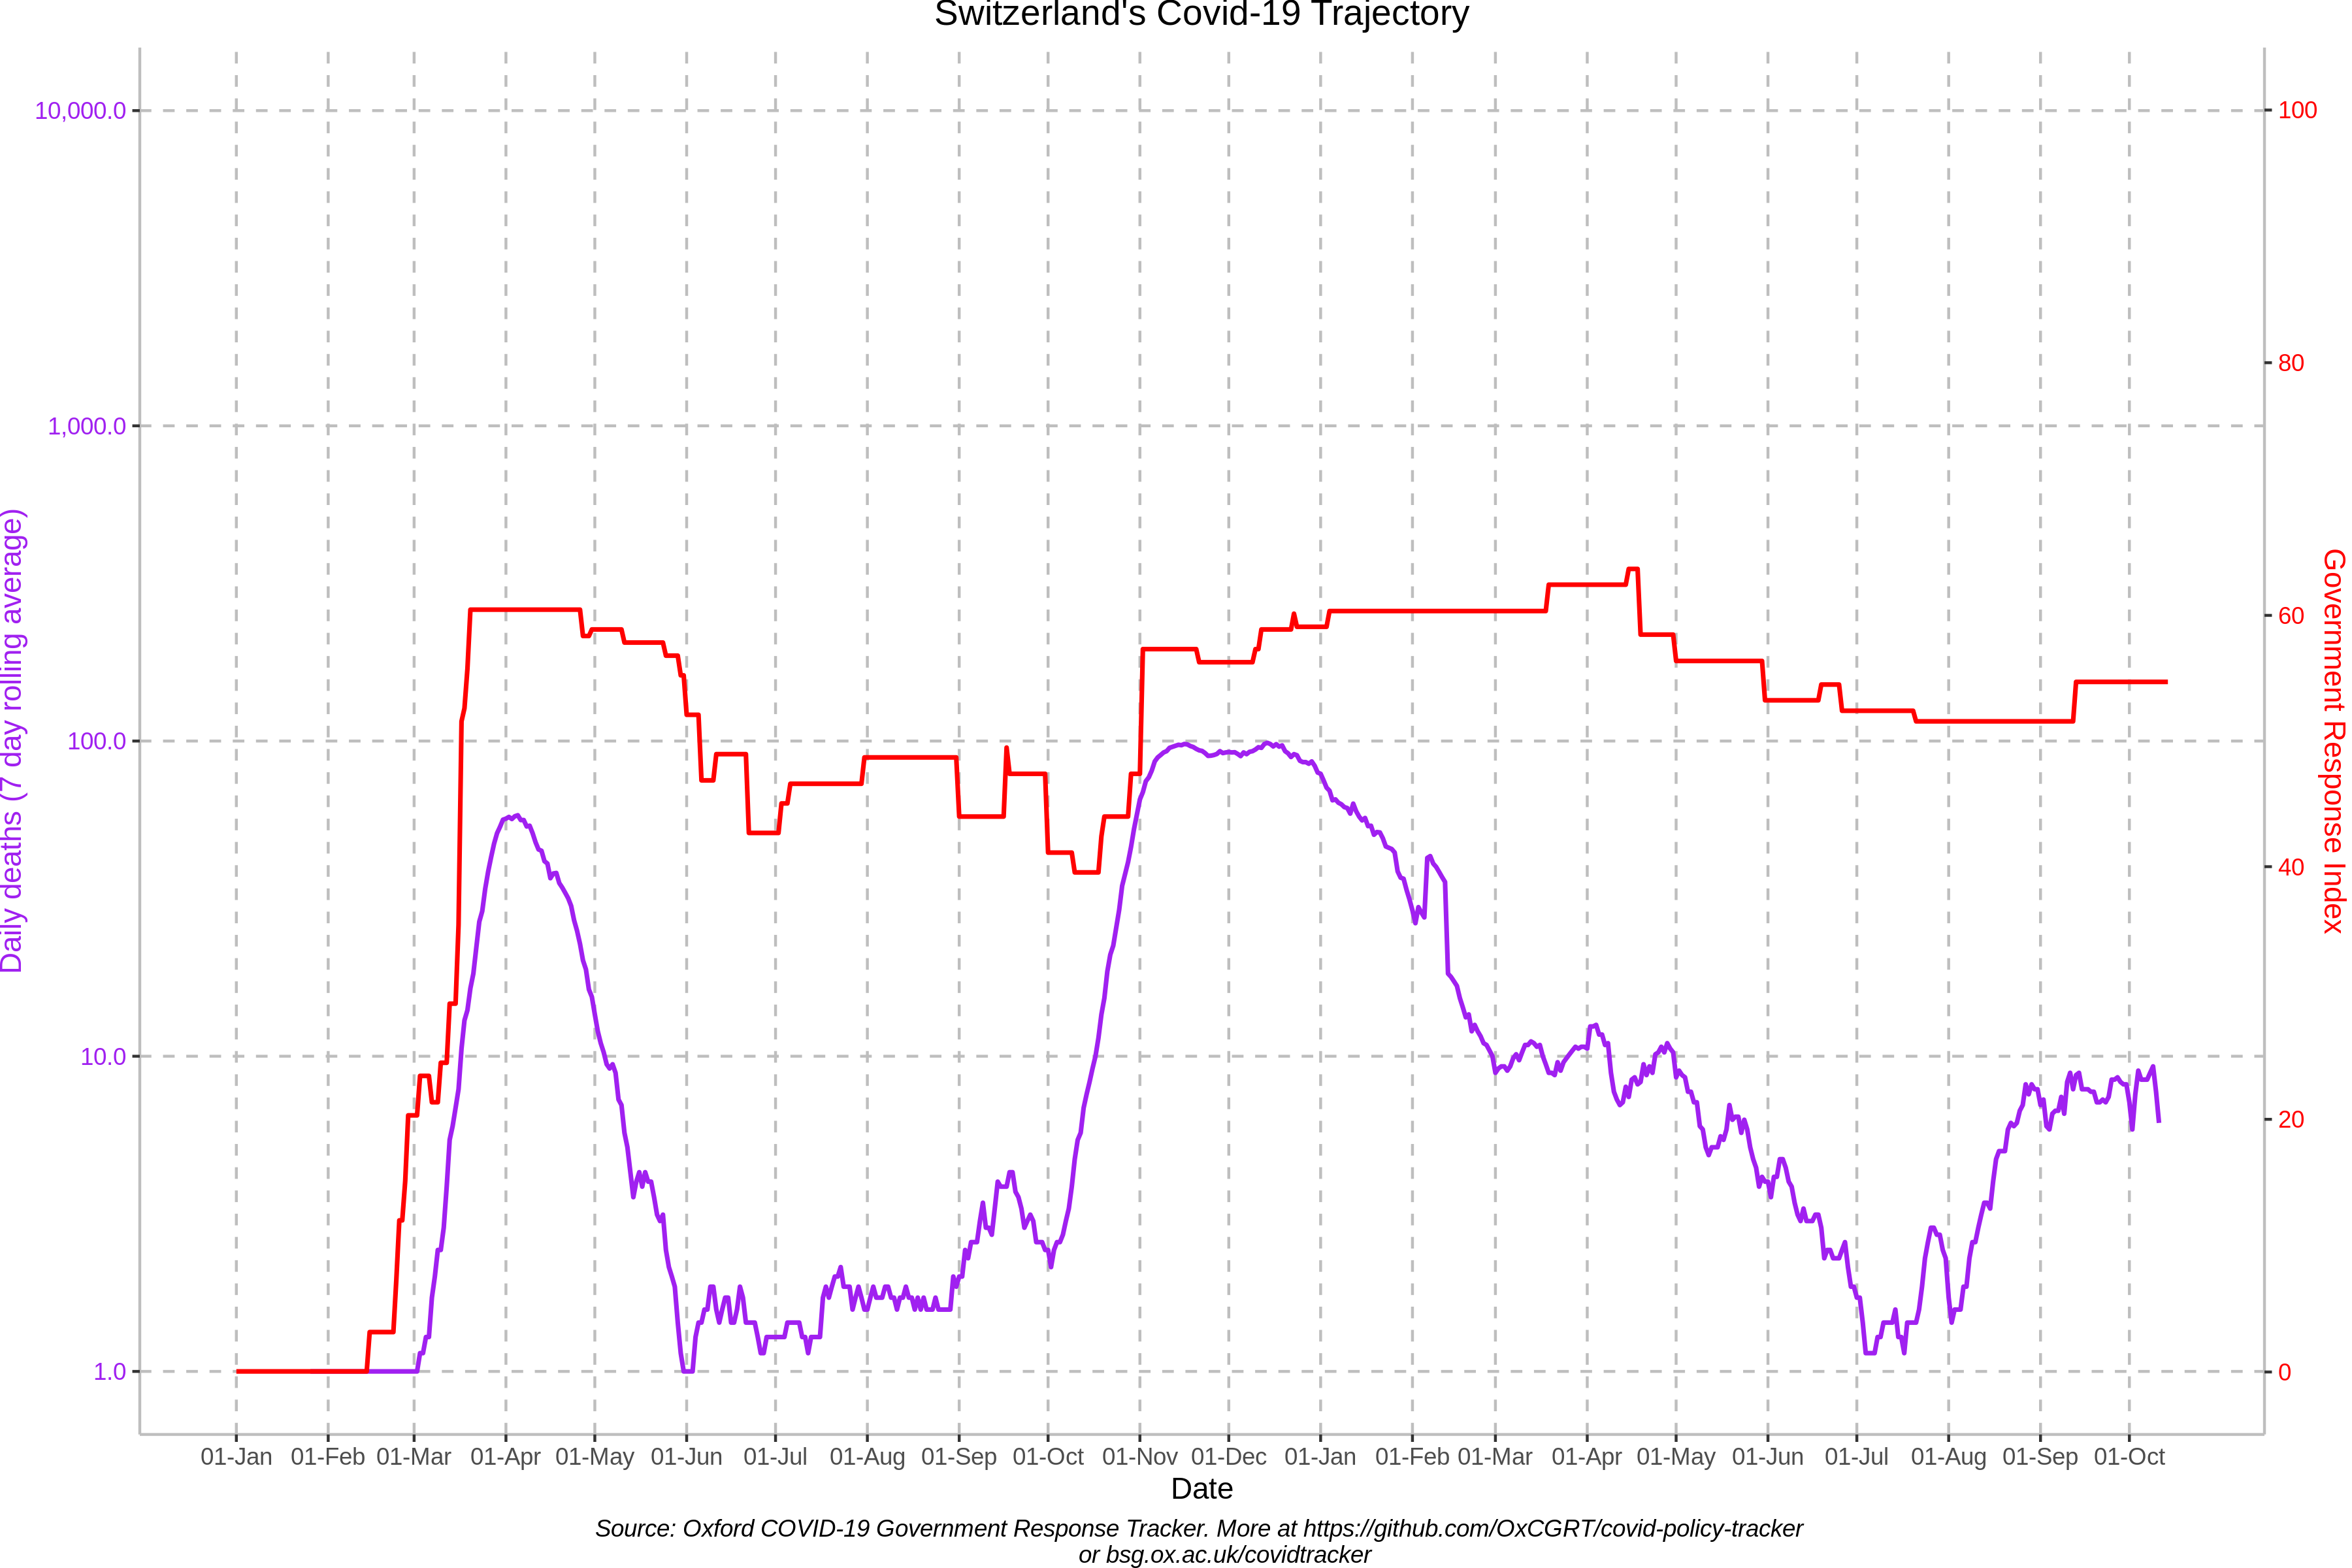 Switzerland's Covid-19 Trajectory
10,000.0
1,000.0
100.0
10.0
1.0
Daily deaths (7 day rolling average)
100
80
60
40
20
0
Government Response Index
01-Jan 01-Feb 01-Mar 01-Apr 01-May 01-Jun 01-Jul 01-Aug 01-Sep 01-Oct 01-Nov 01-Dec 01-Jan 01-Feb 01-Mar 01-Apr 01-May 01-Jun 01-Jul 01-Aug 01-Sep 01-Oct
Date
Source: Oxford COVID-19 Government Response Tracker. More at https://github.com/OxCGRT/covid-policy-tracker
or bsg.ox.ac.uk/covidtracker